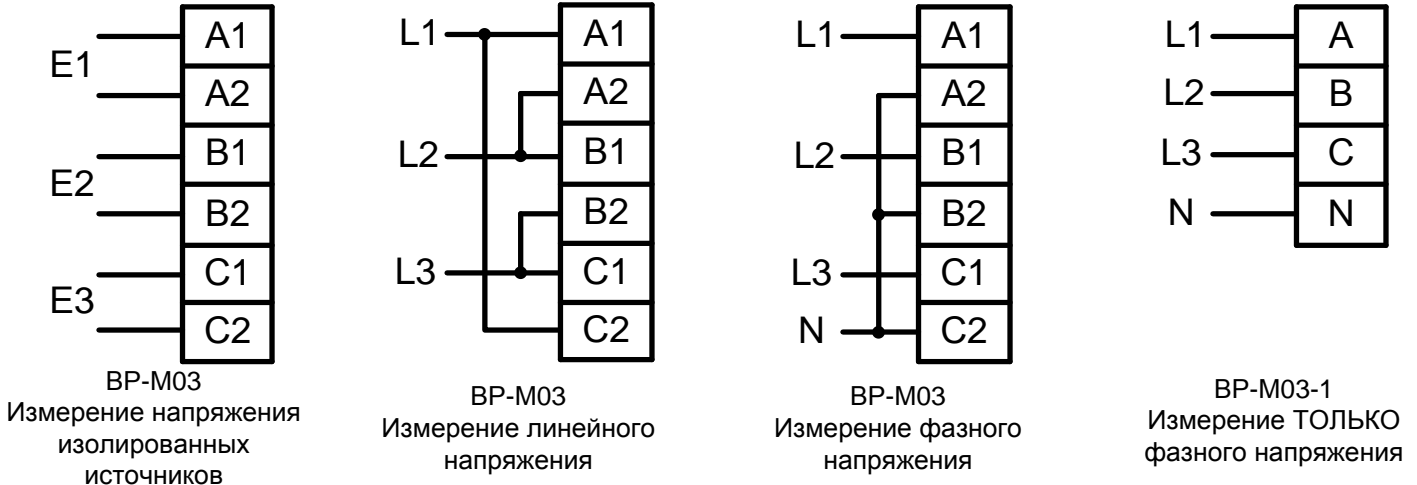 E1
A1
A2
E2
B1
B2
E3
C1
C2
ВР-М03
Измерение напряжения
изолированных
источников
L1
A1
A2
L2
B1
B2
L3
C1
C2
ВР-М03
Измерение линейного
напряжения
L1
A1
A2
L2
B1
B2
L3
C1
N
C2
ВР-М03
Измерение фазного
напряжения
L1
A
L2
B
L3
C
N
N
ВР-М03-1
Измерение ТОЛЬКО
фазного напряжения